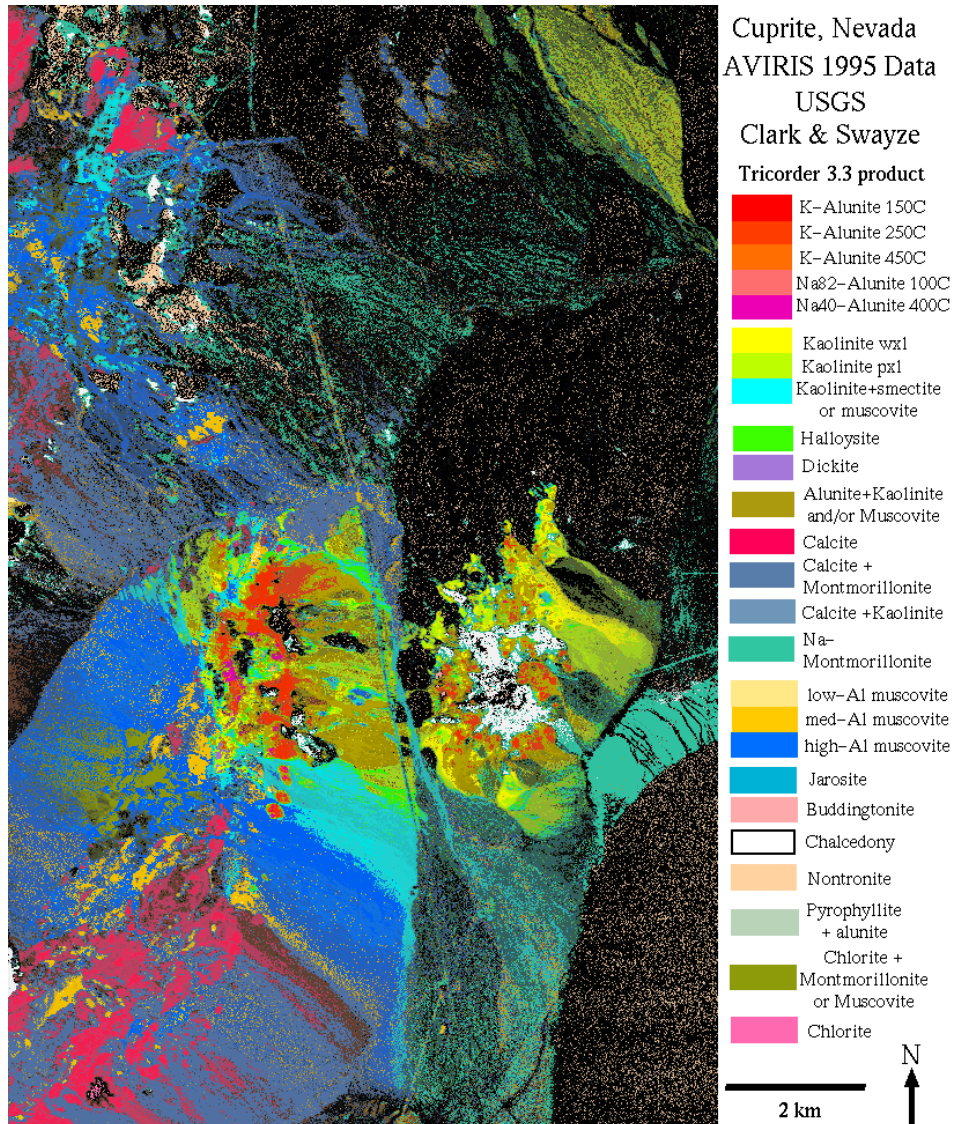 Cuprite, Nevada
AVIRIS 1995 Data
USGS
Clark & Swayze
Tricorder 3.3 product
K-Alunite 150C
K-Alunite 250C
K-Alunite 450C
Na82-Alunite 100C
Na40-Alunite 400C
Kaolinite wxl
Kaolinite pxl
Kaolinite+smectite
or muscovite
Halloysite
Dickite
Alunite+Kaolinite
and/or Muscovite
Calcite
Calcite +
Montmorillonite
Calcite +Kaolinite
Na-
Montmorillonite
low-Al muscovite
med-Al muscovite
high-Al muscovite
Jarosite
Buddingtonite
Chalcedony
Nontronite
Pyrophyllite
+ alunite
Chlorite +
Montmorillonite
or Muscovite
Chlorite
N
2 km